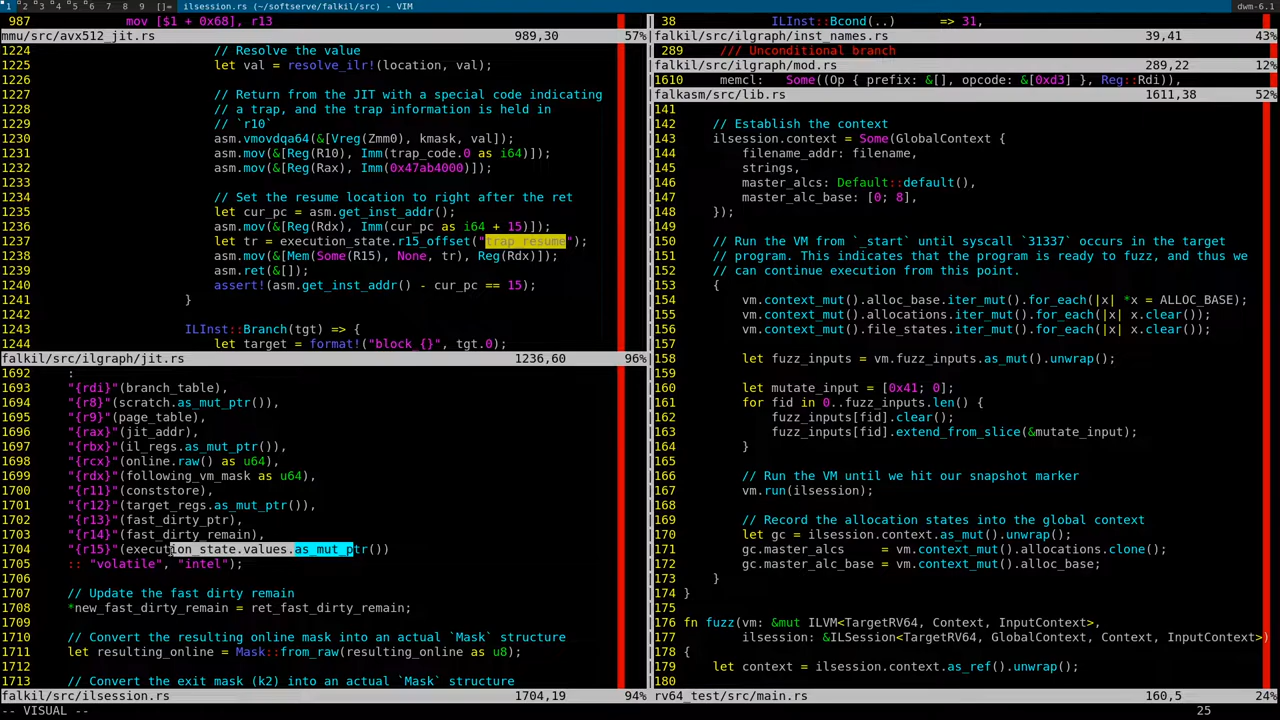 1 2 3 4 5 6 7 8 9 []= ilsession.rs (~/softserve/falkil/src) - VIM dwm-6.1
987 mov [$1 + 0x68], r13
mmu/src/avx512_jit.rs 989,30 57%
1224 // Resolve the value
1225 let val = resolve_ilr!(location, val);
1226
1227 // Return from the JIT with a special code indicating
1228 // a trap, and the trap information is held in
1229 // `r10`
1230 asm.vmovdqa64(&[Vreg(Zmm0), kmask, val]);
1231 asm.mov(&[Reg(R10), Imm(trap_code.0 as i64)]);
1232 asm.mov(&[Reg(Rax), Imm(0x47ab4000)]);
1233
1234 // Set the resume location to right after the ret
1235 let cur_pc = asm.get_inst_addr();
1236 asm.mov(&[Reg(Rdx), Imm(cur_pc as i64 + 15)]);
1237 let tr = execution_state.r15_offset("trap_resume");
1238 asm.mov(&[Mem(Some(R15), None, tr), Reg(Rdx)]);
1239 asm.ret(&[]);
1240 assert!(asm.get_inst_addr() - cur_pc == 15);
1241 }
1242
1243 ILInst::Branch(tgt) => {
1244 let target = format!("block_{}", tgt.0);
falkil/src/ilgraph/jit.rs 1236,60 96%
1692 :
1693 "{rdi}"(branch_table),
1694 "{r8}"(scratch.as_mut_ptr()),
1695 "{r9}"(page_table),
1696 "{rax}"(jit_addr),
1697 "{rbx}"(il_regs.as_mut_ptr()),
1698 "{rcx}"(online.raw() as u64),
1699 "{rdx}"(following_vm_mask as u64),
1700 "{r11}"(conststore),
1701 "{r12}"(target_regs.as_mut_ptr()),
1702 "{r13}"(fast_dirty_ptr),
1703 "{r14}"(fast_dirty_remain),
1704 "{r15}"(execution_state.values.as_mut_ptr())
1705 :: "volatile", "intel");
1706
1707 // Update the fast dirty remain
1708 *new_fast_dirty_remain = ret_fast_dirty_remain;
1709
1710 // Convert the resulting online mask into an actual `Mask` structure
1711 let resulting_online = Mask::from_raw(resulting_online as u8);
1712
1713 // Convert the exit mask (k2) into an actual `Mask` structure
falkil/src/ilsession.rs 1704,19 94%
-- VISUAL -- 25
38 ILInst::Bcond(..) => 31,
falkil/src/ilgraph/inst_names.rs 39,41 43%
289 /// Unconditional branch
falkil/src/ilgraph/mod.rs 289,22 12%
1610 memcl: Some((Op { prefix: &[], opcode: &[0xd3] }, Reg::Rdi)),
falkasm/src/lib.rs 1611,38 52%
141
142 // Establish the context
143 ilsession.context = Some(GlobalContext {
144 filename_addr: filename,
145 strings,
146 master_alcs: Default::default(),
147 master_alc_base: [0; 8],
148 });
149
150 // Run the VM from `_start` until syscall `31337` occurs in the target
151 // program. This indicates that the program is ready to fuzz, and thus we
152 // can continue execution from this point.
153 {
154 vm.context_mut().alloc_base.iter_mut().for_each(|x| *x = ALLOC_BASE);
155 vm.context_mut().allocations.iter_mut().for_each(|x| x.clear());
156 vm.context_mut().file_states.iter_mut().for_each(|x| x.clear());
157
158 let fuzz_inputs = vm.fuzz_inputs.as_mut().unwrap();
159
160 let mutate_input = [0x41; 0];
161 for fid in 0..fuzz_inputs.len() {
162 fuzz_inputs[fid].clear();
163 fuzz_inputs[fid].extend_from_slice(&mutate_input);
164 }
165
166 // Run the VM until we hit our snapshot marker
167 vm.run(ilsession);
168
169 // Record the allocation states into the global context
170 let gc = ilsession.context.as_mut().unwrap();
171 gc.master_alcs = vm.context_mut().allocations.clone();
172 gc.master_alc_base = vm.context_mut().alloc_base;
173 }
174 }
175
176 fn fuzz(vm: &mut ILVM<TargetRV64, Context, InputContext>,
177 ilsession: &ILSession<TargetRV64, GlobalContext, Context, InputContext>)
178 {
179 let context = ilsession.context.as_ref().unwrap();
180
rv64_test/src/main.rs 160,5 24%